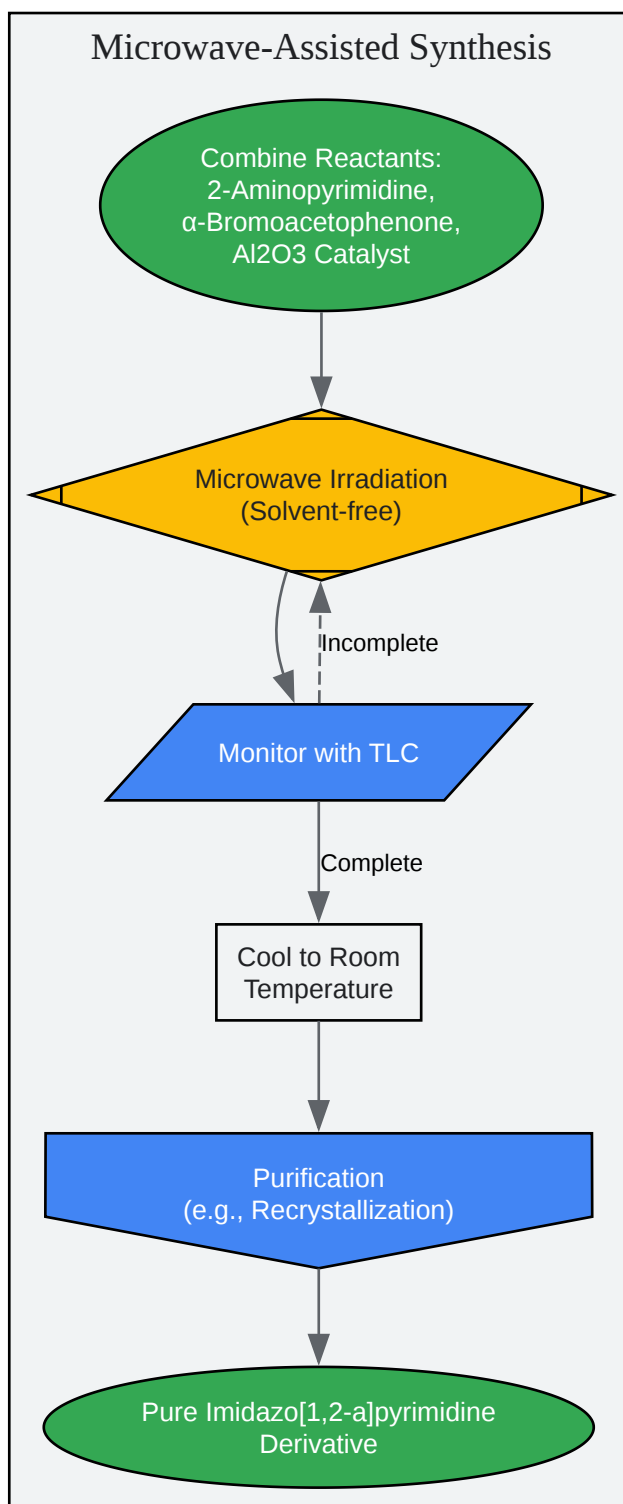 Microwave-Assisted Synthesis
Combine Reactants:
2-Aminopyrimidine,
α-Bromoacetophenone,
Al2O3 Catalyst
Microwave Irradiation
(Solvent-free)
Incomplete
Monitor with TLC
Complete
Cool to Room
Temperature
Purification
(e.g., Recrystallization)
Pure Imidazo[1,2-a]pyrimidine
Derivative